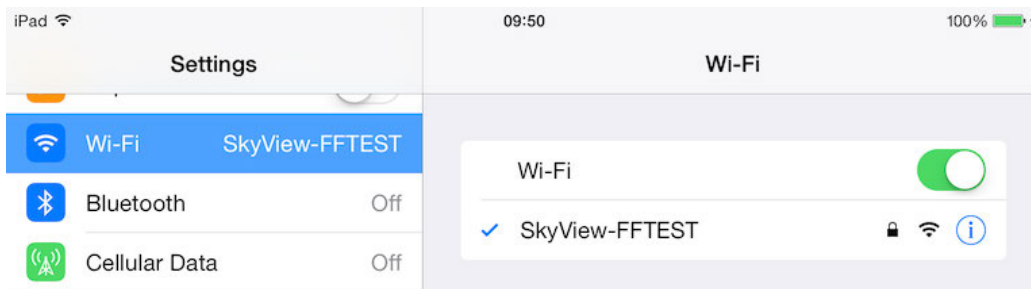 iPad 09:50 100%
Settings Wi-Fi
Wi-Fi SkyView-FFTEST
Bluetooth Off
Cellular Data Off
Wi-Fi
SkyView-FFTEST